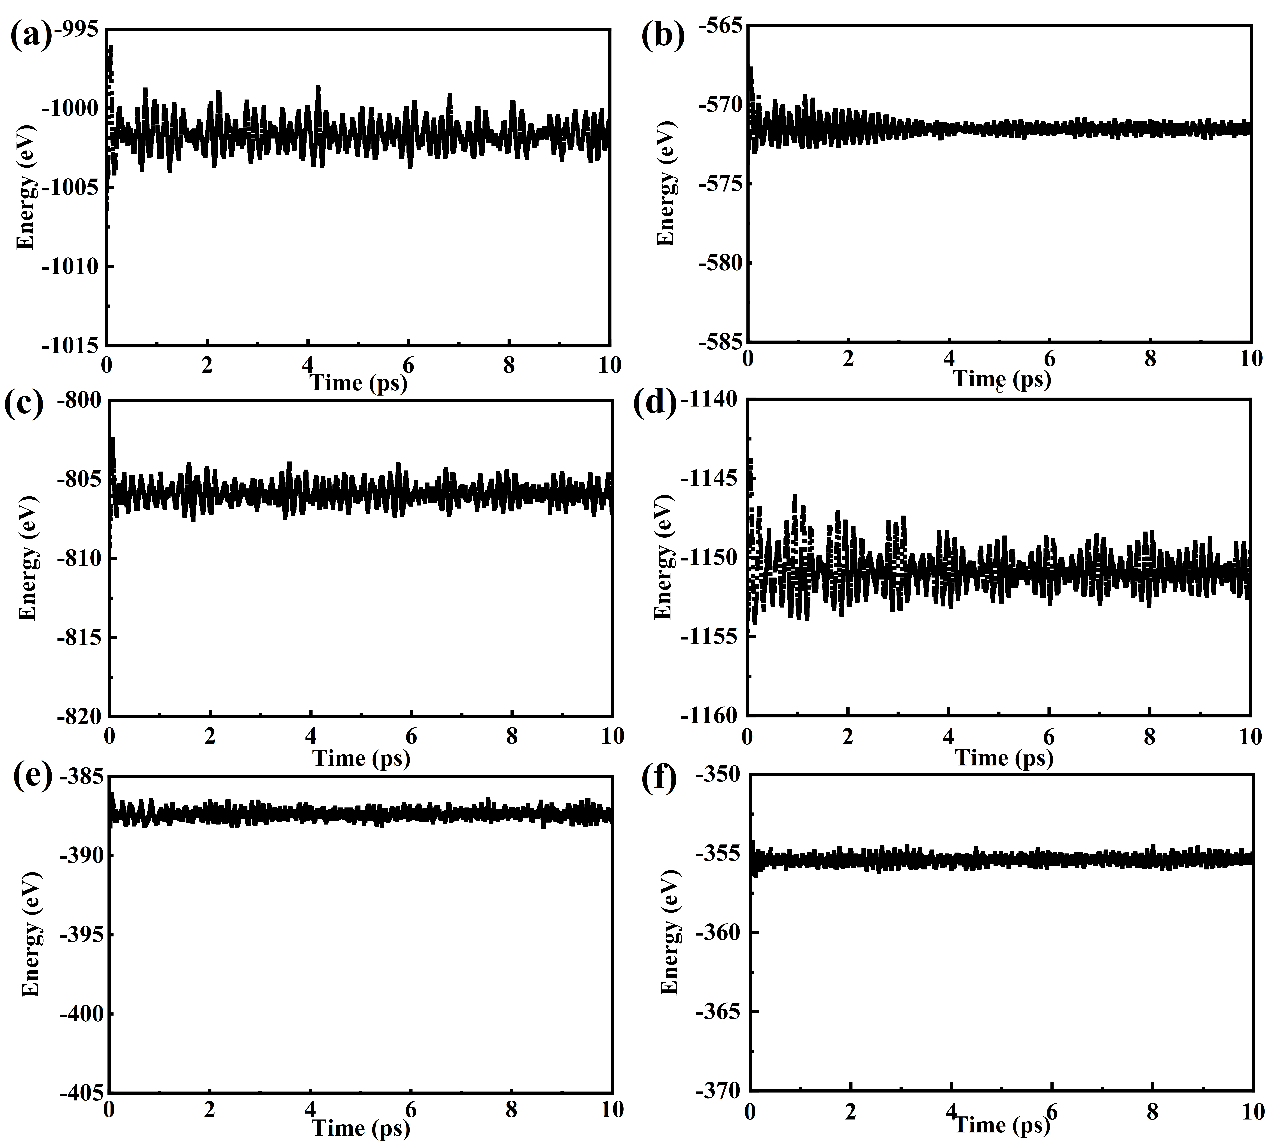 (a)
-995
-1000
-1005
-1010
-1015
Energy (eV)
0 2 4 6 8 10
Time (ps)
(b)
-565
-570
-575
-580
-585
Energy (eV)
0 2 4 6 8 10
Time (ps)
(c)
-800
-805
-810
-815
-820
Energy (eV)
0 2 4 6 8 10
Time (ps)
(d)
-1140
-1145
-1150
-1155
-1160
Energy (eV)
0 2 4 6 8 10
Time (ps)
(e)
-385
-390
-395
-400
-405
Energy (eV)
0 2 4 6 8 10
Time (ps)
(f)
-350
-355
-360
-365
-370
Energy (eV)
0 2 4 6 8 10
Time (ps)